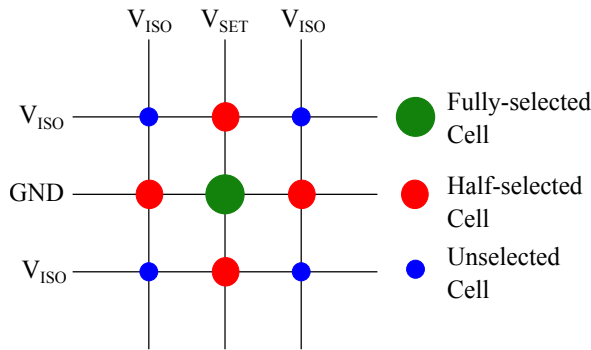 V_ISO V_SET V_ISO
V_ISO
GND
V_ISO
Fully-selected
Cell
Half-selected
Cell
Unselected
Cell